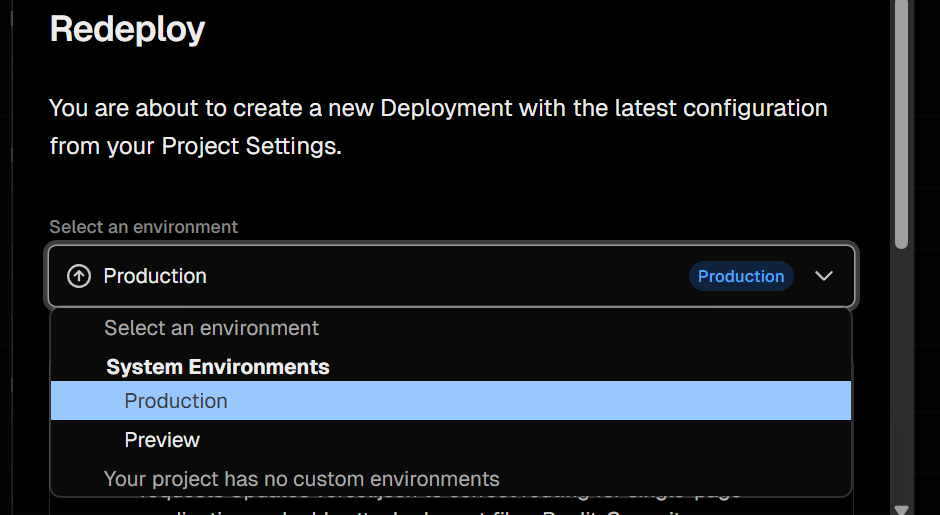 Redeploy
You are about to create a new Deployment with the latest configuration
from your Project Settings.
Select an environment
Production Production
Select an environment
System Environments
Production
Preview
Your project has no custom environments